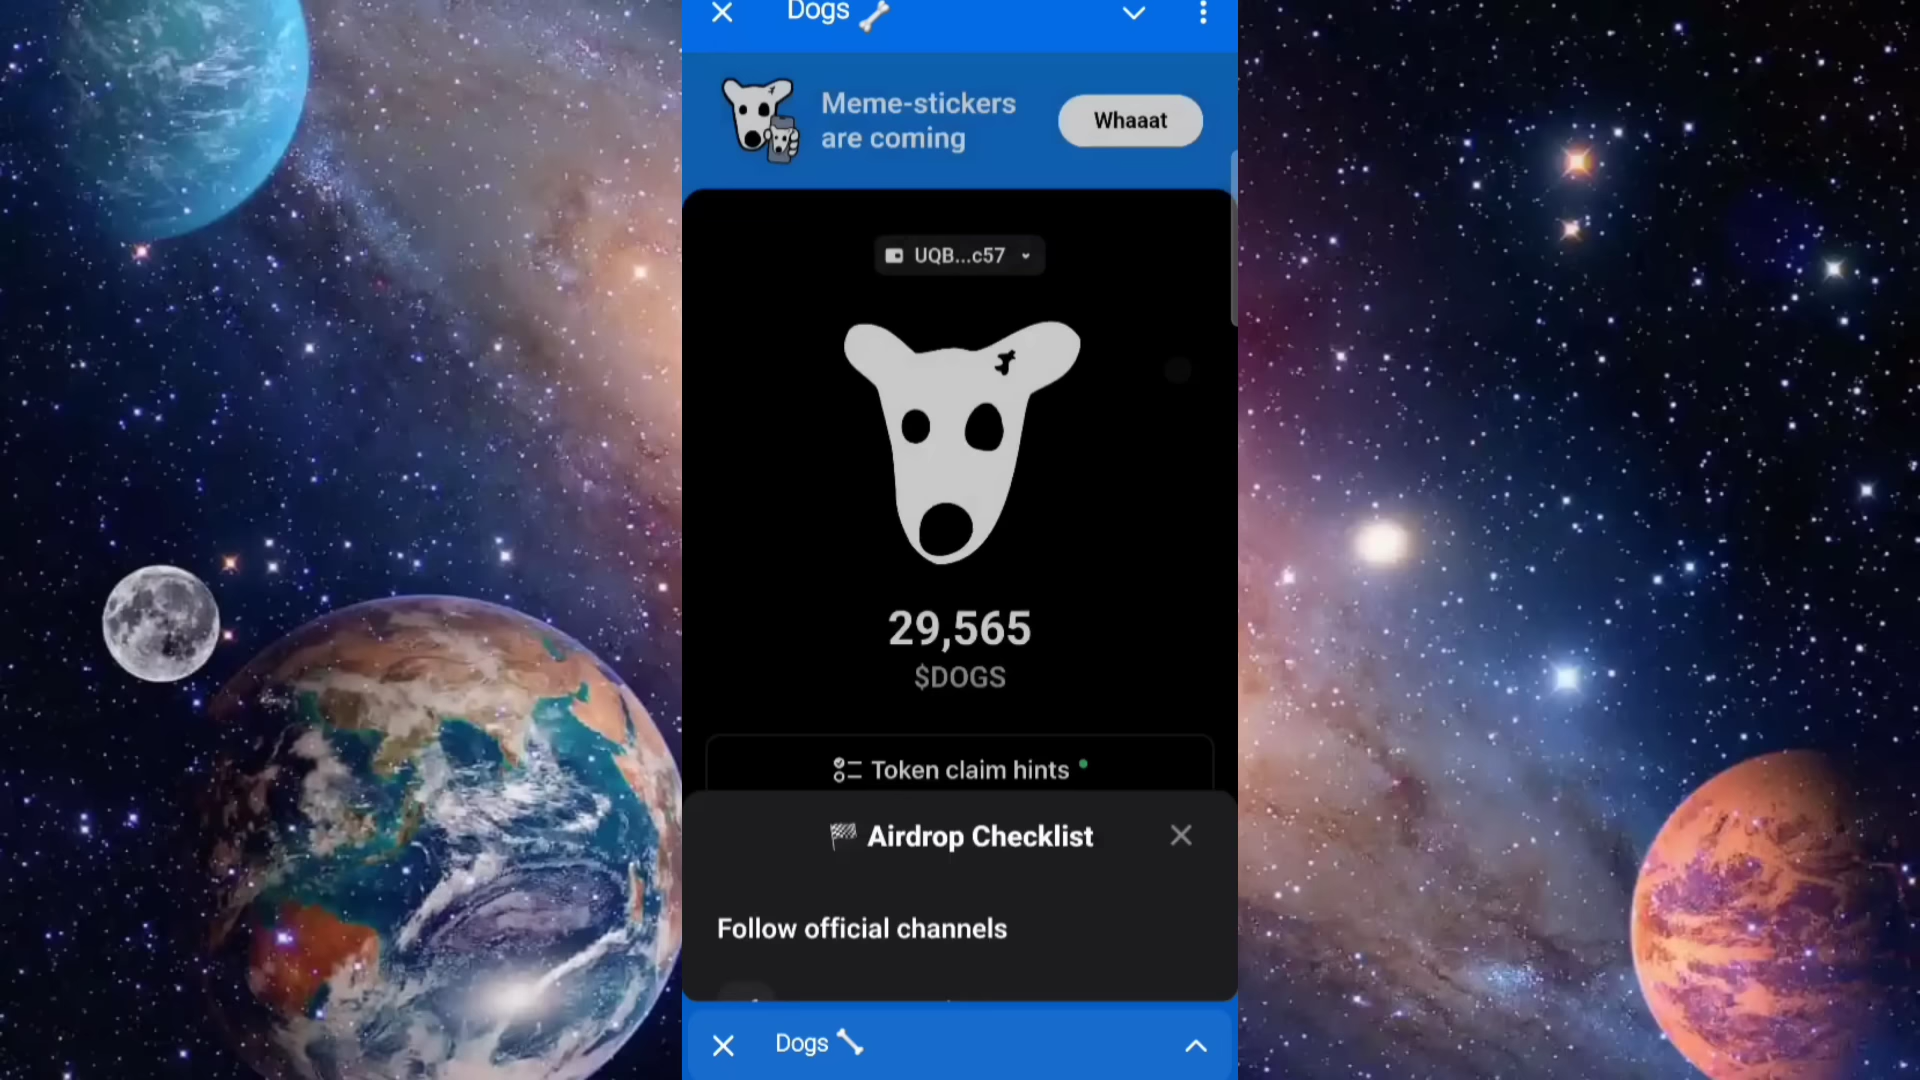 Dogs
Meme-stickers
are coming
Whaaat
UQB...c57
29,565
$DOGS
Token claim hints
Airdrop Checklist
Follow official channels
Dogs